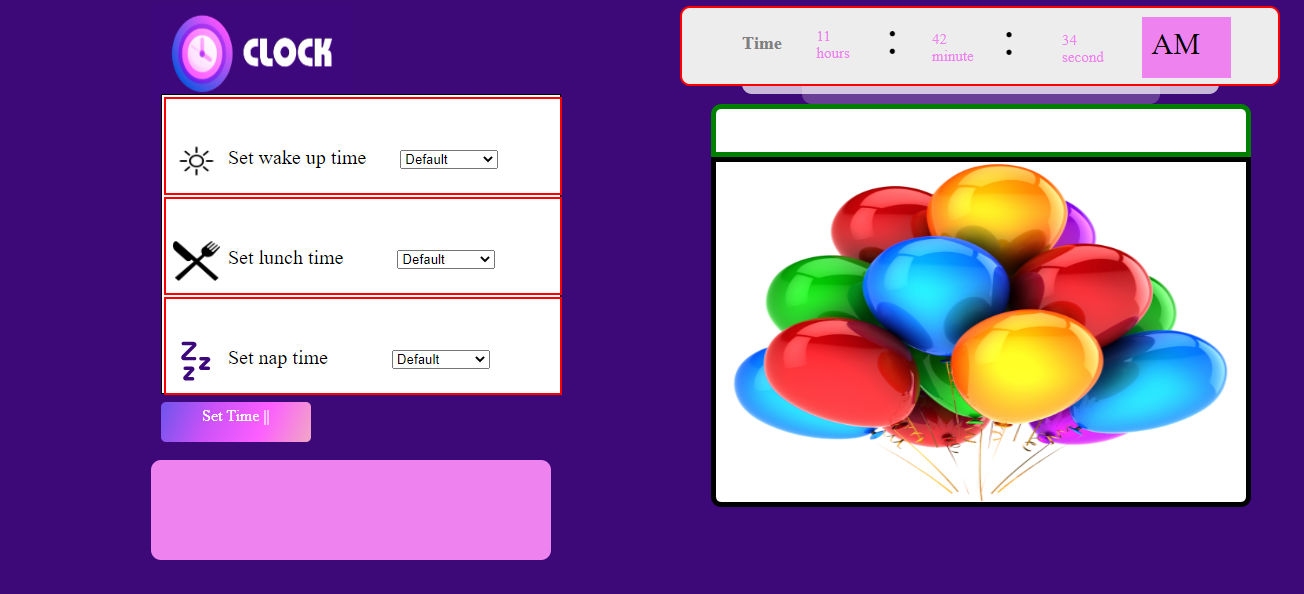 CLOCK
Time
11
hours
:
42
minute
:
34
second
AM
Set wake up time
Default
Set lunch time
Default
Z
z
z
Set nap time
Default
Set Time ||